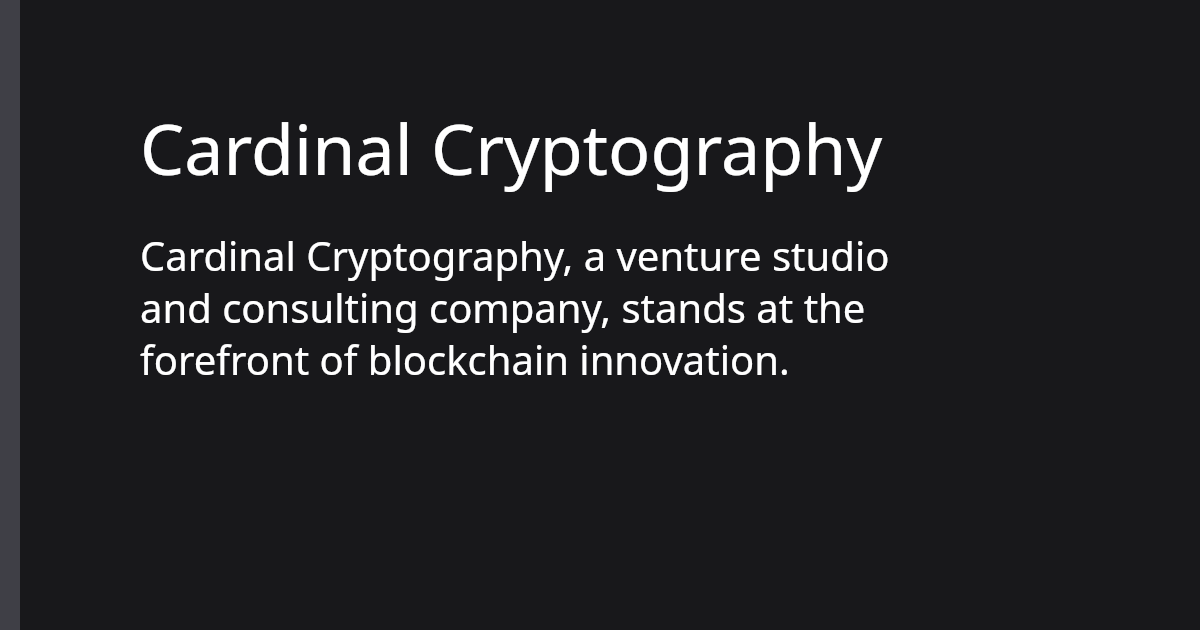 Cardinal Cryptography
Cardinal Cryptography, a venture studio
and consulting company, stands at the
forefront of blockchain innovation.